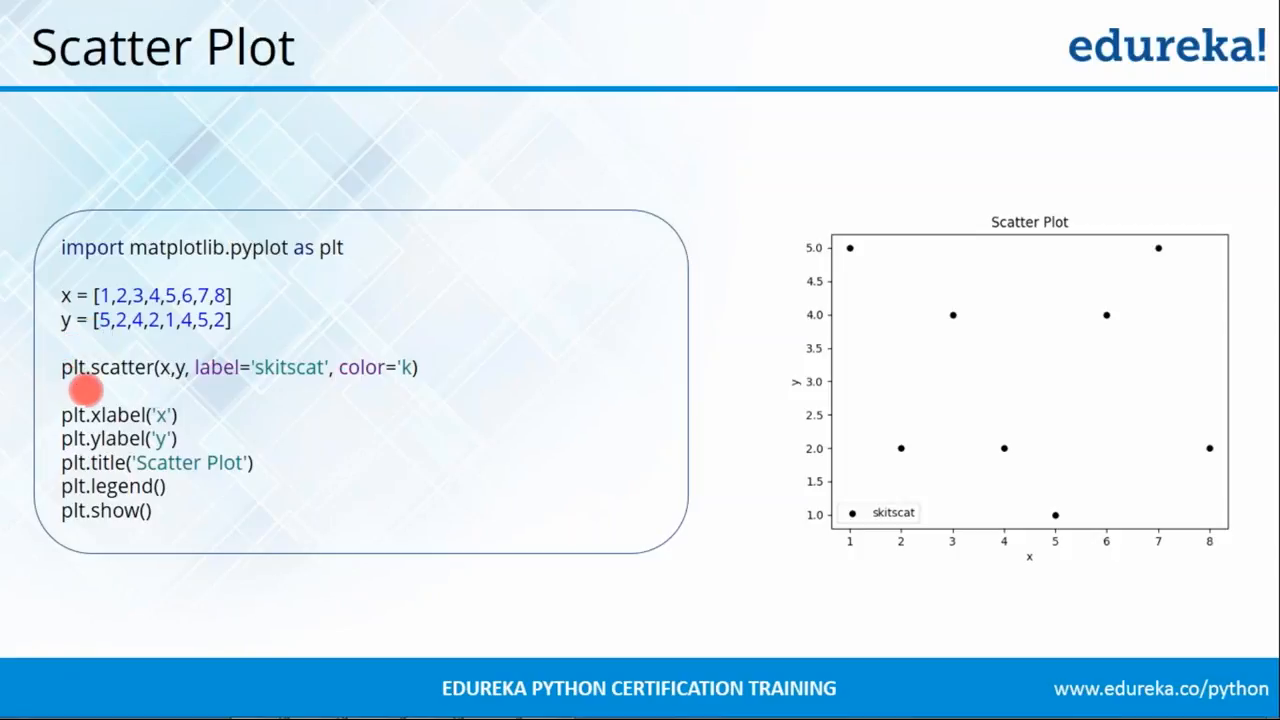 Scatter Plot
edureka!
import matplotlib.pyplot as plt
x = [1,2,3,4,5,6,7,8]
y = [5,2,4,2,1,4,5,2]
plt.scatter(x,y, label='skitscat', color='k)
plt.xlabel('x')
plt.ylabel('y')
plt.title('Scatter Plot')
plt.legend()
plt.show()
Scatter Plot
5.0
4.5
4.0
3.5
3.0
2.5
2.0
1.5
1.0
y
skitscat
1 2 3 4 5 6 7 8
x
EDUREKA PYTHON CERTIFICATION TRAINING
www.edureka.co/python